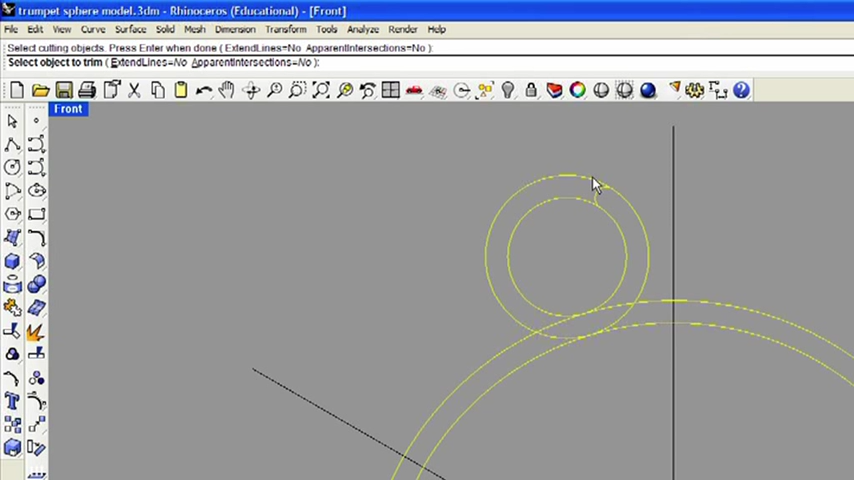 trumpet sphere model.3dm - Rhinoceros (Educational) - [Front]
File Edit View Curve Surface Solid Mesh Dimension Transform Tools Analyze Render Help
Select cutting objects. Press Enter when done ( ExtendLines=No ApparentIntersections=No ):
Select object to trim ( ExtendLines=No ApparentIntersections=No ):
Front